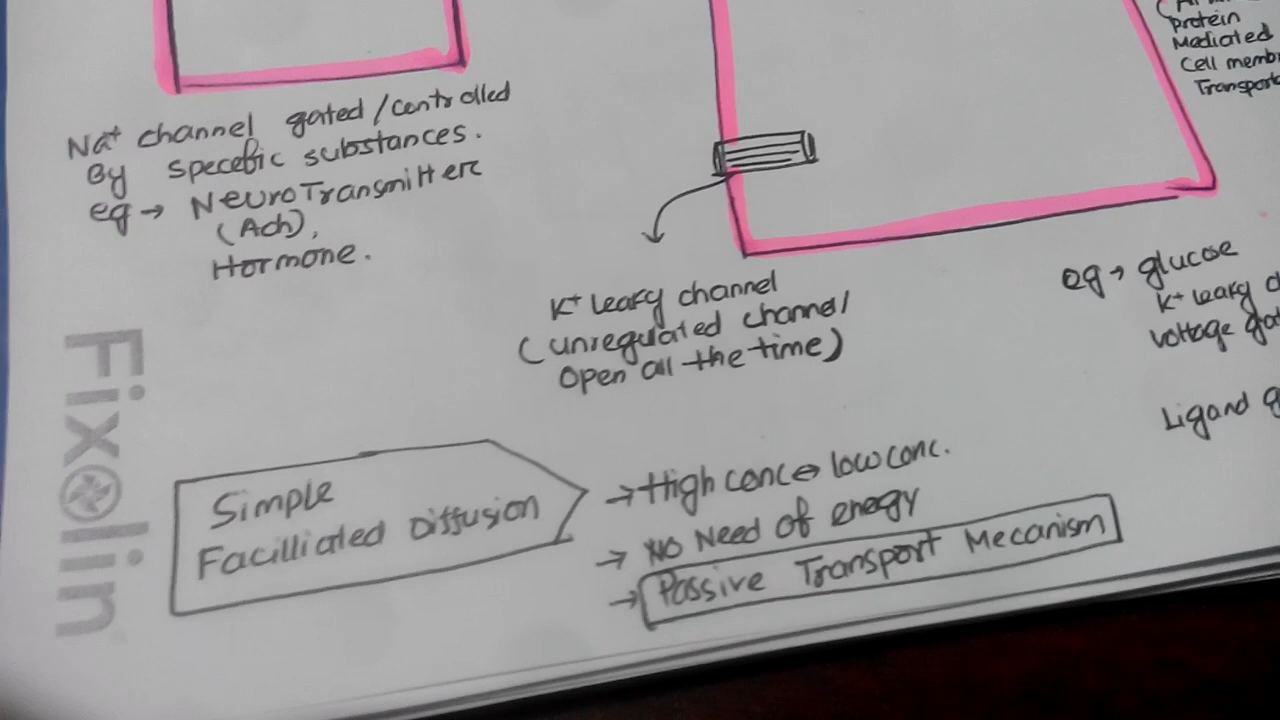 Na+ channel gated/controlled
By specefic substances.
eg → NeuroTransmitter
(Ach),
Hormone.
K+ leaky channel
(unregulated channel
open all the time)
protein
Mediated
Cell memb
Transport
eg → glucose
K+ leaky
voltage
Ligand
Simple
Facilliated Diffusion
→ High conc ↔ low conc.
→ No Need of energy
→ Passive Transport Mecanism
Fixolin